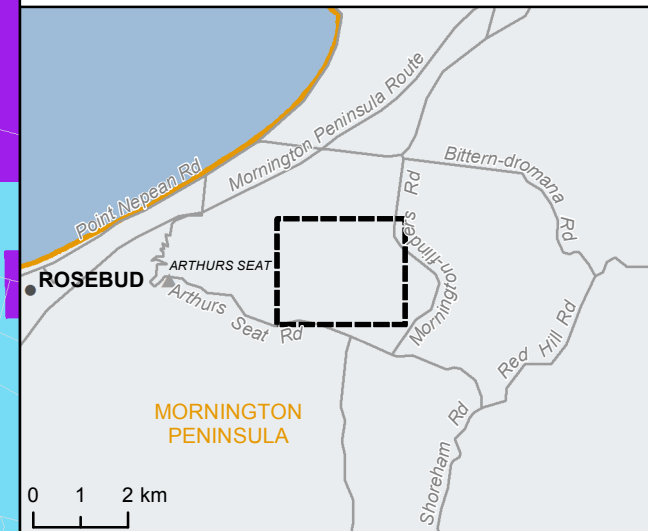 Mornington Peninsula Route
Point Nepean Rd
Bittern-dromana Rd
Mornington-flinders Rd
ARTHURS SEAT
ROSEBUD
Arthurs Seat Rd
Red Hill Rd
MORNINGTON
PENINSULA
Shoreham Rd
0 1 2 km